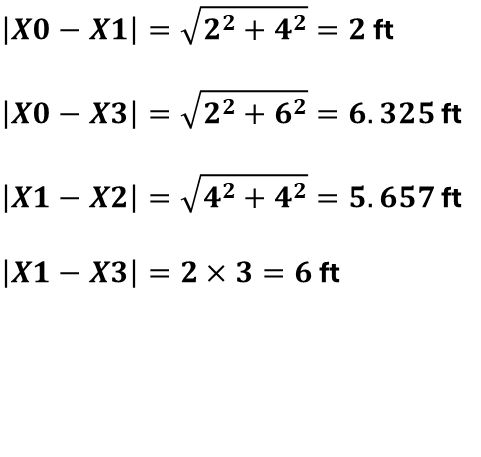 |X0 − X1| = √(2² + 4²) = 2 ft
|X0 − X3| = √(2² + 6²) = 6.325 ft
|X1 − X2| = √(4² + 4²) = 5.657 ft
|X1 − X3| = 2 × 3 = 6 ft